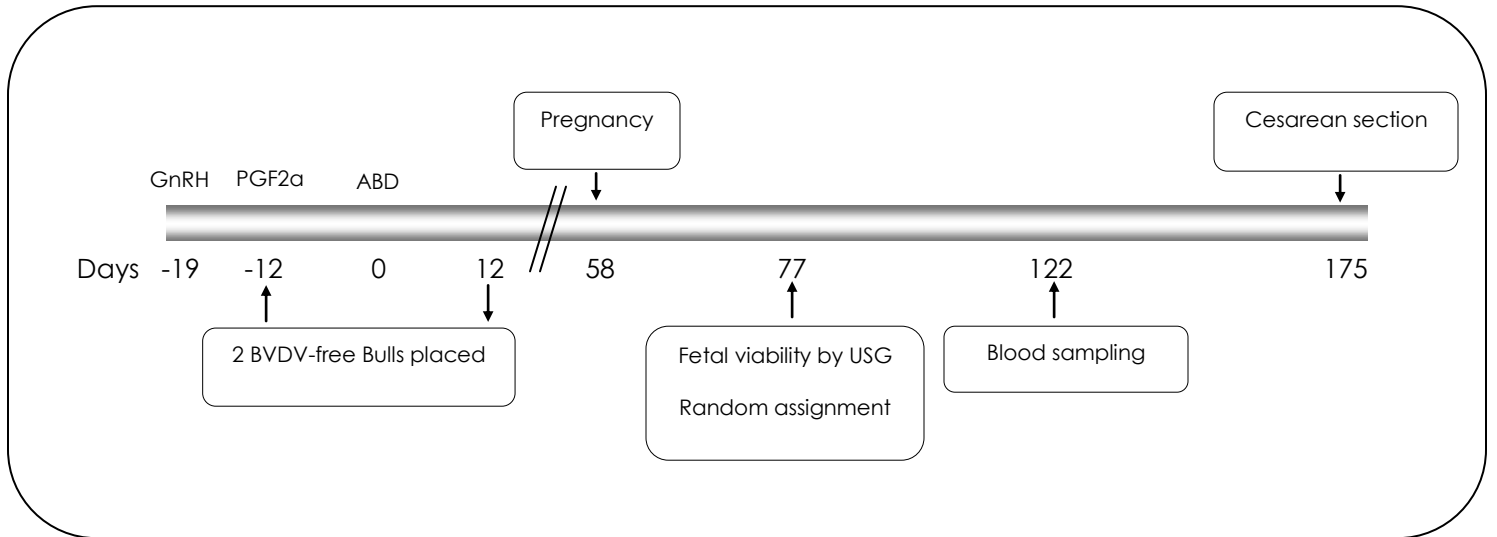 Pregnancy
Cesarean section
GnRH PGF2a ABD
Days -19 -12 0 12 58 77 122 175
2 BVDV-free Bulls placed
Fetal viability by USG
Random assignment
Blood sampling